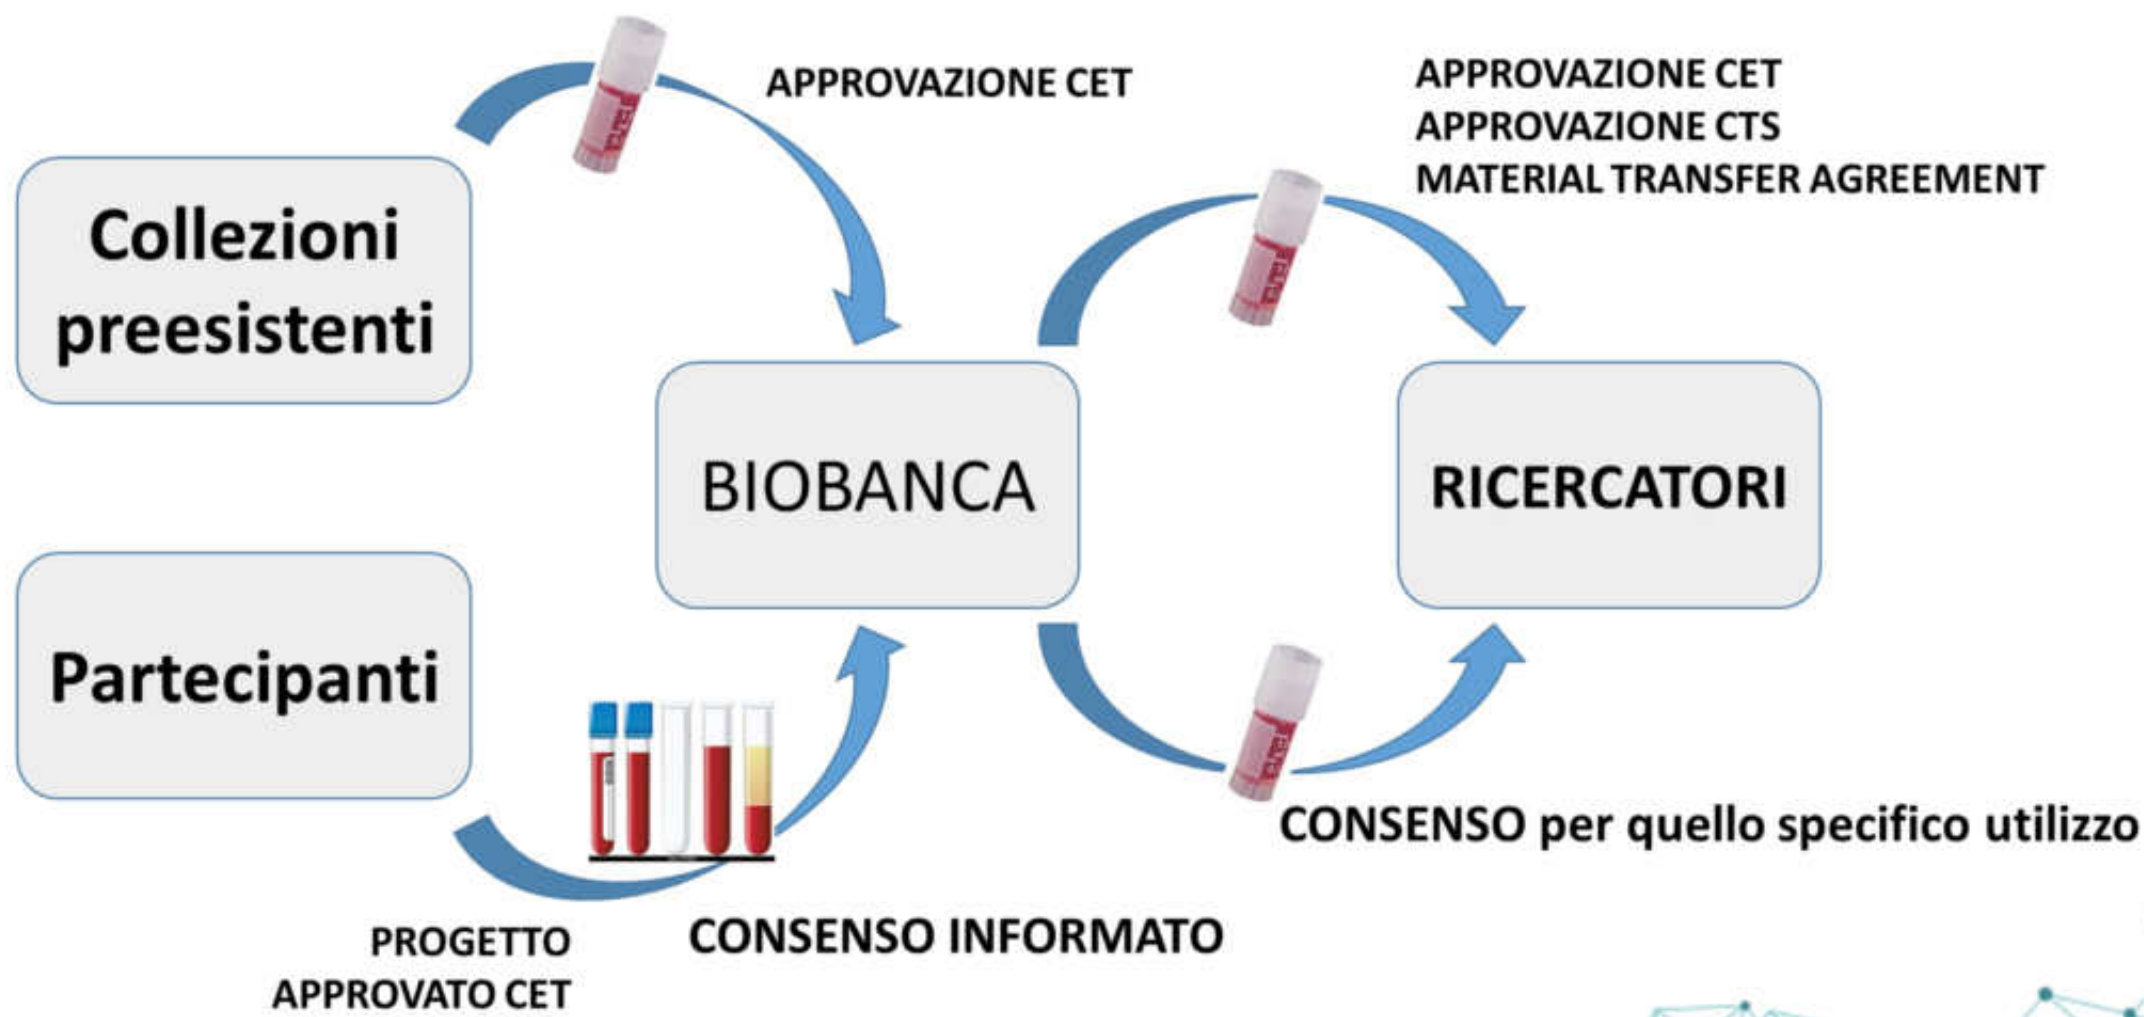 APPROVAZIONE CET
APPROVAZIONE CET
APPROVAZIONE CTS
MATERIAL TRANSFER AGREEMENT
Collezioni
preesistenti
BIOBANCA
RICERCATORI
Partecipanti
CONSENSO per quello specifico utilizzo
CONSENSO INFORMATO
PROGETTO
APPROVATO CET